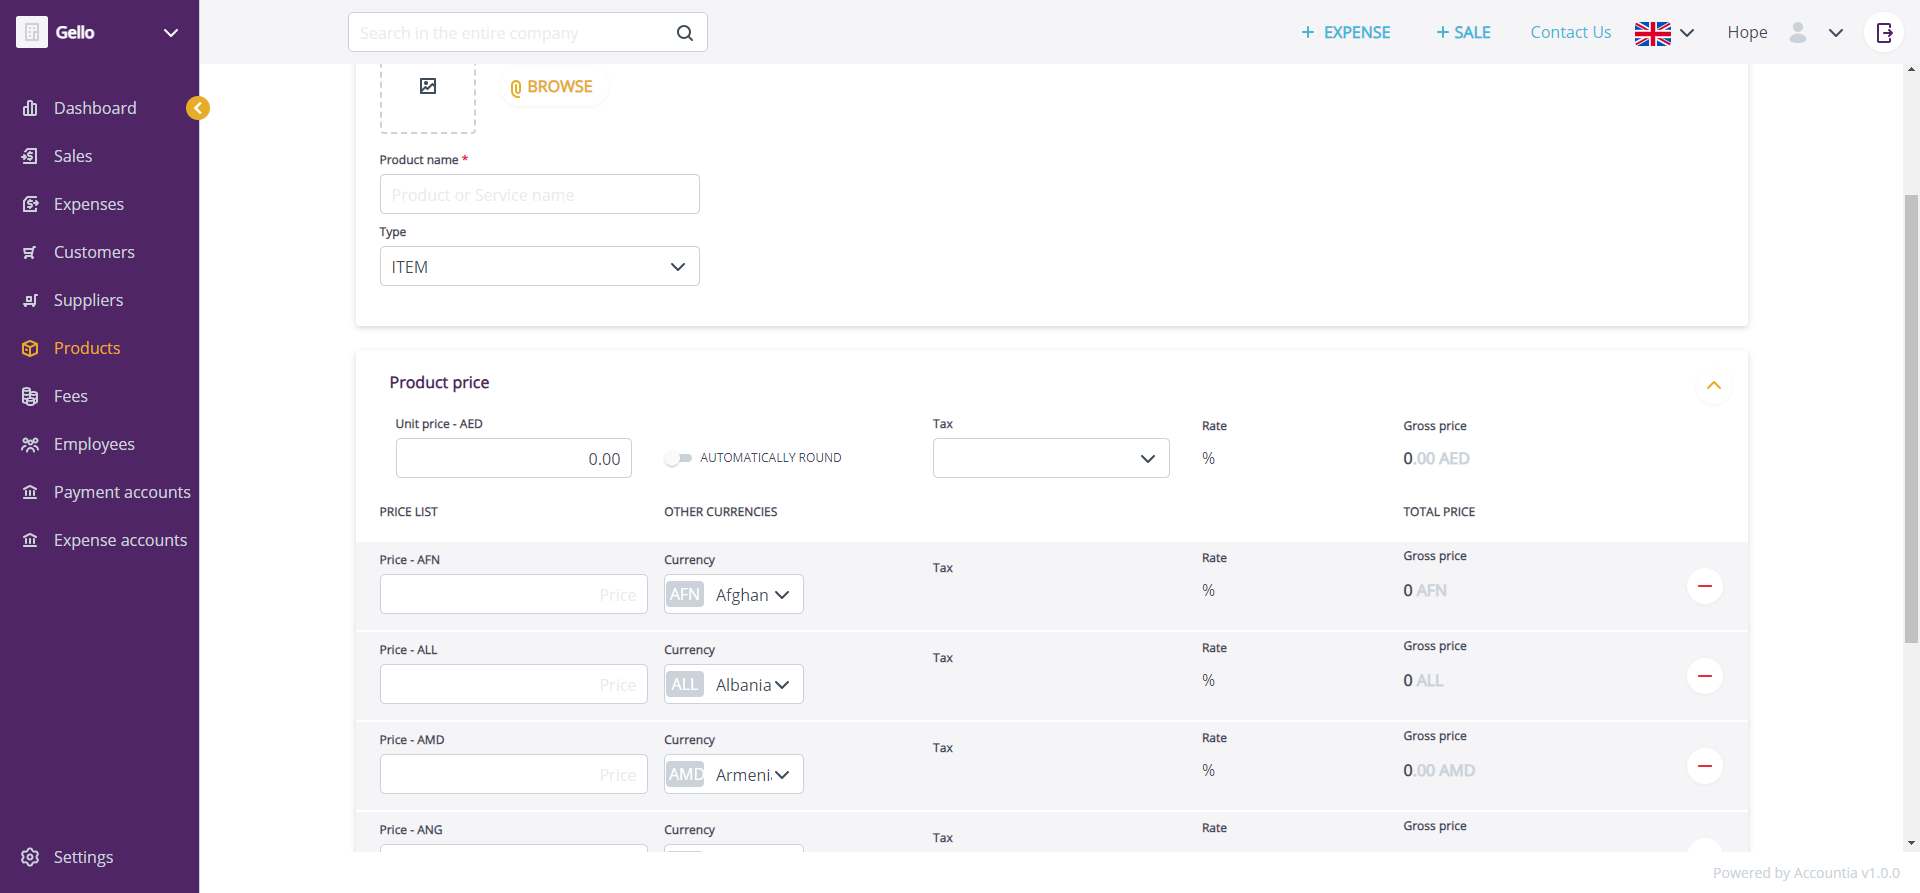 Gello
Search in the entire company
+ EXPENSE
+ SALE
Contact Us
Hope
Dashboard
Sales
Expenses
Customers
Suppliers
Products
Fees
Employees
Payment accounts
Expense accounts
Settings
BROWSE
Product name *
Product or Service name
Type
ITEM
Product price
Unit price - AED
Tax
Rate
Gross price
0.00
AUTOMATICALLY ROUND
%
0.00 AED
PRICE LIST
OTHER CURRENCIES
TOTAL PRICE
Price - AFN
Currency
Tax
Rate
Gross price
Price
AFN Afghan
%
0 AFN
Price - ALL
Currency
Tax
Rate
Gross price
Price
ALL Albania
%
0 ALL
Price - AMD
Currency
Tax
Rate
Gross price
Price
AMD Armeni
%
0.00 AMD
Price - ANG
Currency
Tax
Rate
Gross price
Powered by Accountia v1.0.0